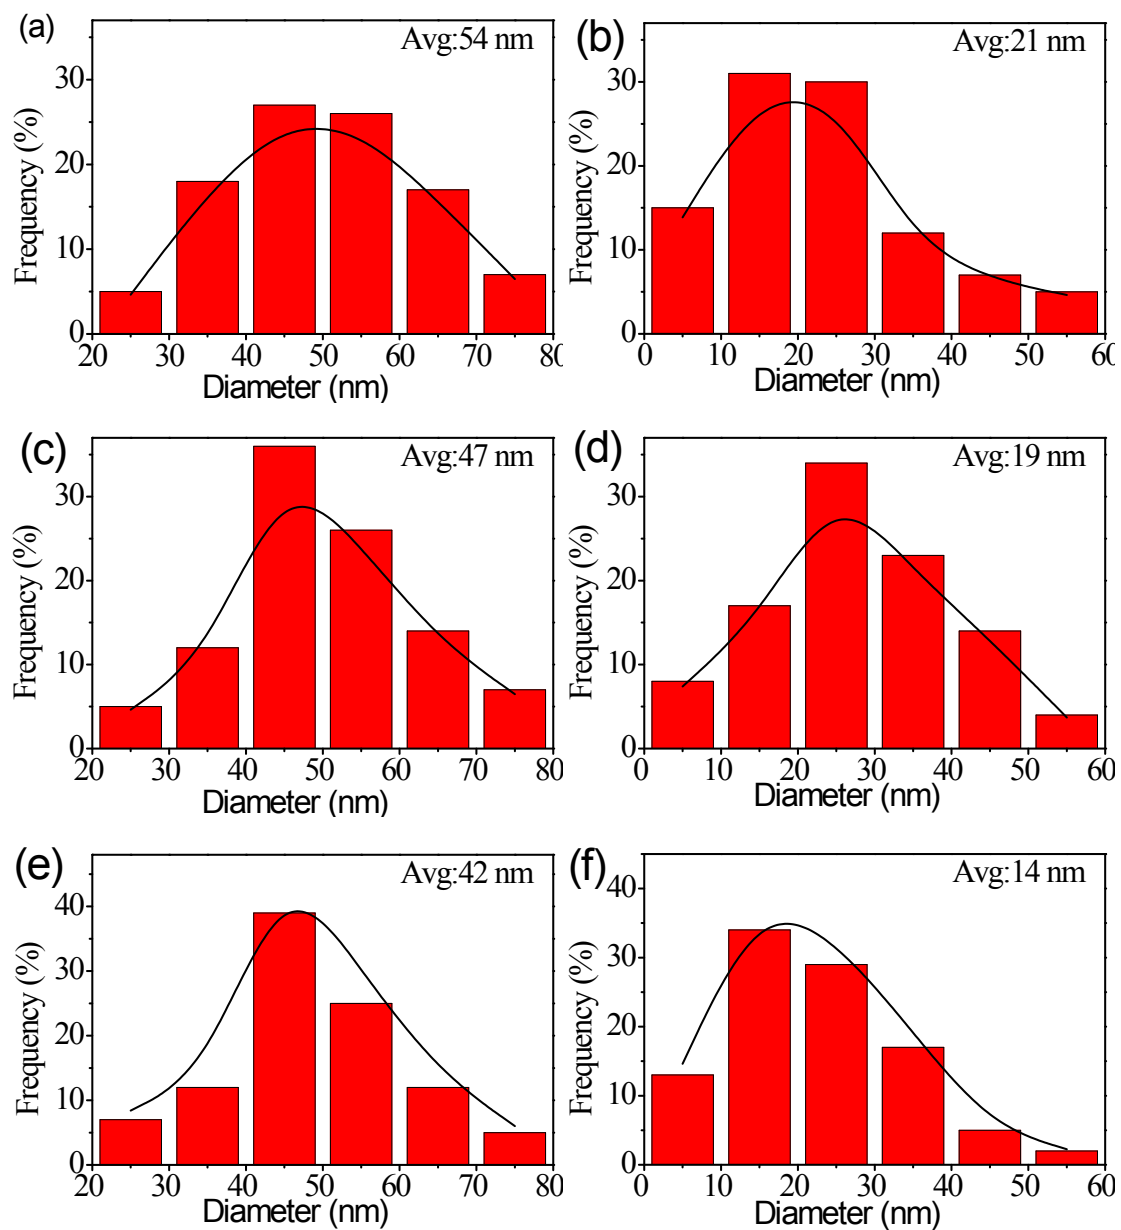 (a)
Avg:54 nm
Frequency (%)
30
20
10
0
20 30 40 50 60 70 80
Diameter (nm)
(b)
Avg:21 nm
Frequency (%)
30
20
10
0
0 10 20 30 40 50 60
Diameter (nm)
(c)
Avg:47 nm
Frequency (%)
30
20
10
0
20 30 40 50 60 70 80
Diameter (nm)
(d)
Avg:19 nm
Frequency (%)
30
20
10
0
0 10 20 30 40 50 60
Diameter (nm)
(e)
Avg:42 nm
Frequency (%)
40
30
20
10
0
20 30 40 50 60 70 80
Diameter (nm)
(f)
Avg:14 nm
Frequency (%)
40
30
20
10
0
0 10 20 30 40 50 60
Diameter (nm)